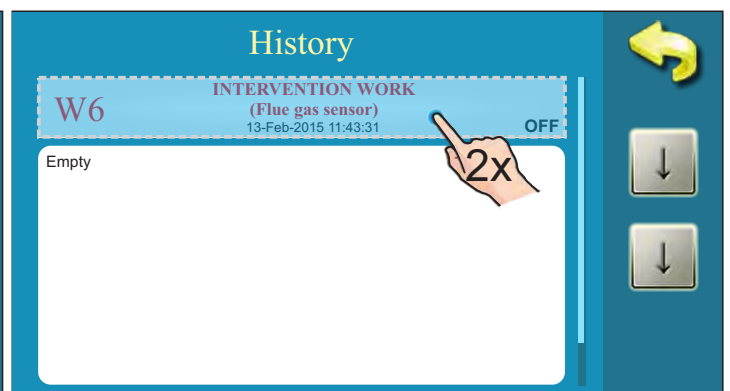 History
W6
INTERVENTION WORK
(Flue gas sensor)
13-Feb-2015 11:43:31
OFF
2x
Empty